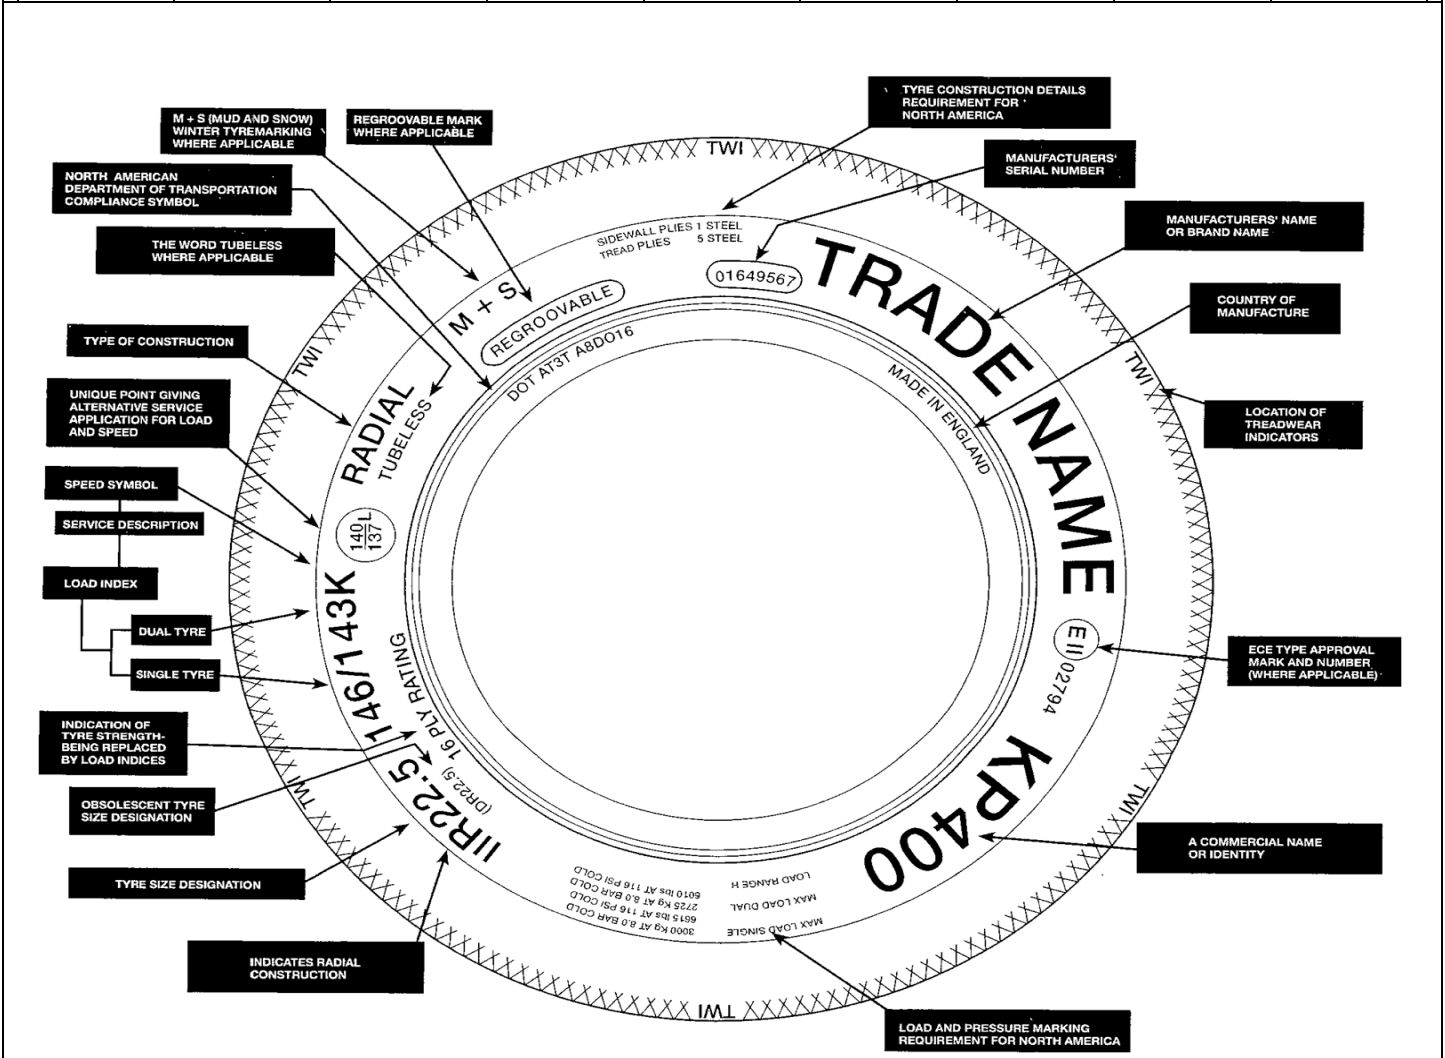 TYRE CONSTRUCTION DETAILS
REQUIREMENT FOR
NORTH AMERICA
M + S (MUD AND SNOW)
WINTER TYREMARKING
WHERE APPLICABLE
REGROOVABLE MARK
WHERE APPLICABLE
MANUFACTURERS'
SERIAL NUMBER
NORTH AMERICAN
DEPARTMENT OF TRANSPORTATION
COMPLIANCE SYMBOL
MANUFACTURERS' NAME
OR BRAND NAME
THE WORD TUBELESS
WHERE APPLICABLE
COUNTRY OF
MANUFACTURE
TYPE OF CONSTRUCTION
UNIQUE POINT GIVING
ALTERNATIVE SERVICE
APPLICATION FOR LOAD
AND SPEED
LOCATION OF
TREADWEAR
INDICATORS
SPEED SYMBOL
SERVICE DESCRIPTION
LOAD INDEX
DUAL TYRE
SINGLE TYRE
ECE TYPE APPROVAL
MARK AND NUMBER
(WHERE APPLICABLE)
INDICATION OF
TYRE STRENGTH-
BEING REPLACED
BY LOAD INDICES
OBSOLESCENT TYRE
SIZE DESIGNATION
A COMMERCIAL NAME
OR IDENTITY
TYRE SIZE DESIGNATION
INDICATES RADIAL
CONSTRUCTION
LOAD AND PRESSURE MARKING
REQUIREMENT FOR NORTH AMERICA
TWI
TWI
TWI
TWI
TWI
TWI
SIDEWALL PLIES 1 STEEL
TREAD PLIES 5 STEEL
01649567
TRADE NAME
MADE IN ENGLAND
E II 02794
KP400
MAX LOAD SINGLE 3000 Kg AT 8.0 BAR COLD
6615 lbs AT 116 PSI COLD
MAX LOAD DUAL 2725 Kg AT 8.0 BAR COLD
6010 lbs AT 116 PSI COLD
LOAD RANGE H
IIR22.5
(DR22.5)
16 PLY RATING
146/143K
140
137
L
RADIAL
TUBELESS
M + S
REGROOVABLE
DOT AT3T A8DO16